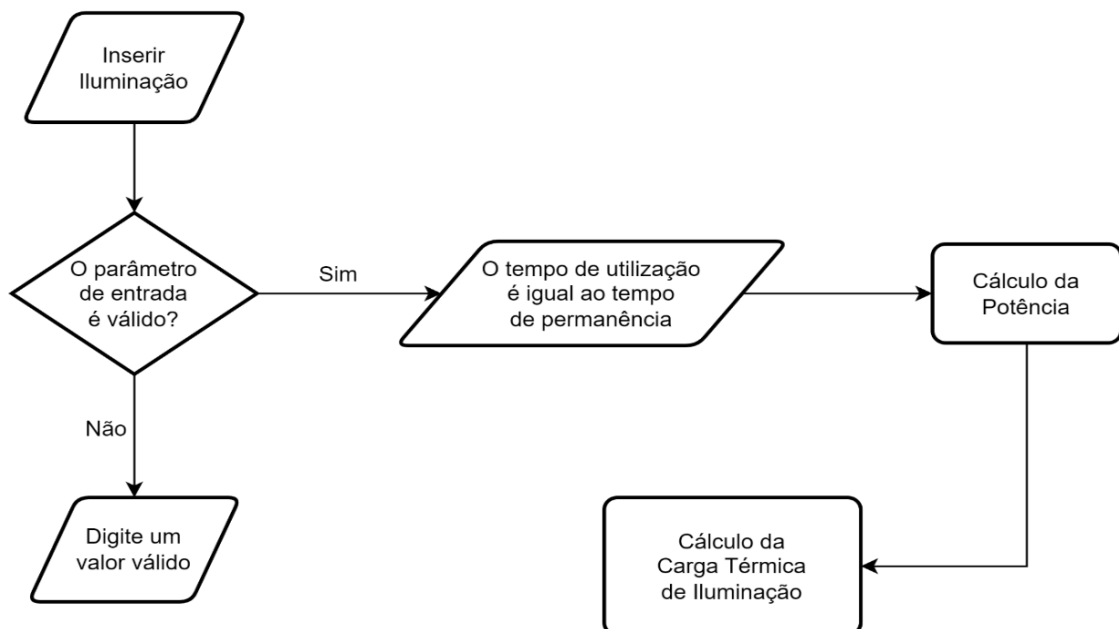 Inserir
Iluminação
O parâmetro
de entrada
é válido?
Sim
O tempo de utilização
é igual ao tempo
de permanência
Cálculo da
Potência
Não
Digite um
valor válido
Cálculo da
Carga Térmica
de Iluminação